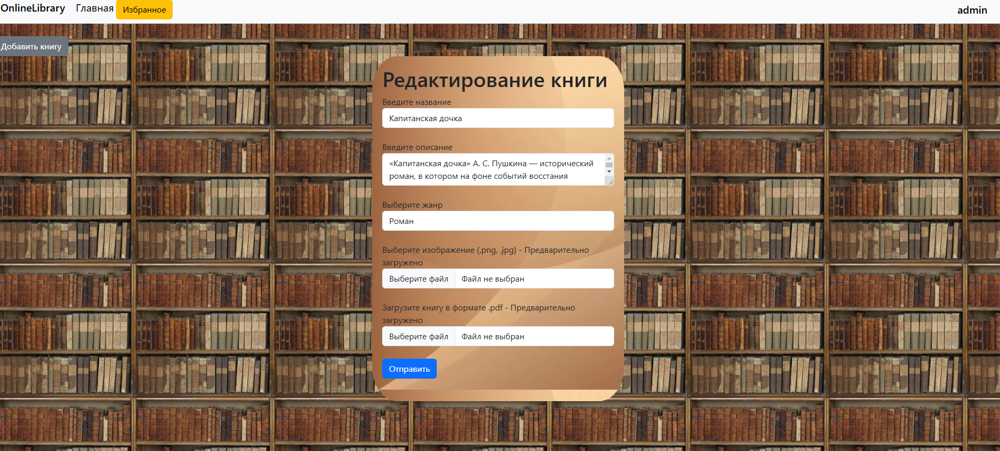 OnlineLibrary Главная Избранное admin
Добавить книгу
Редактирование книги
Введите название
Капитанская дочка
Введите описание
«Капитанская дочка» А. С. Пушкина — исторический
роман, в котором на фоне событий восстания
Выберите жанр
Роман
Выберите изображение (.png, .jpg) - Предварительно
загружено
Выберите файл Файл не выбран
Загрузите книгу в формате .pdf - Предварительно
загружено
Выберите файл Файл не выбран
Отправить